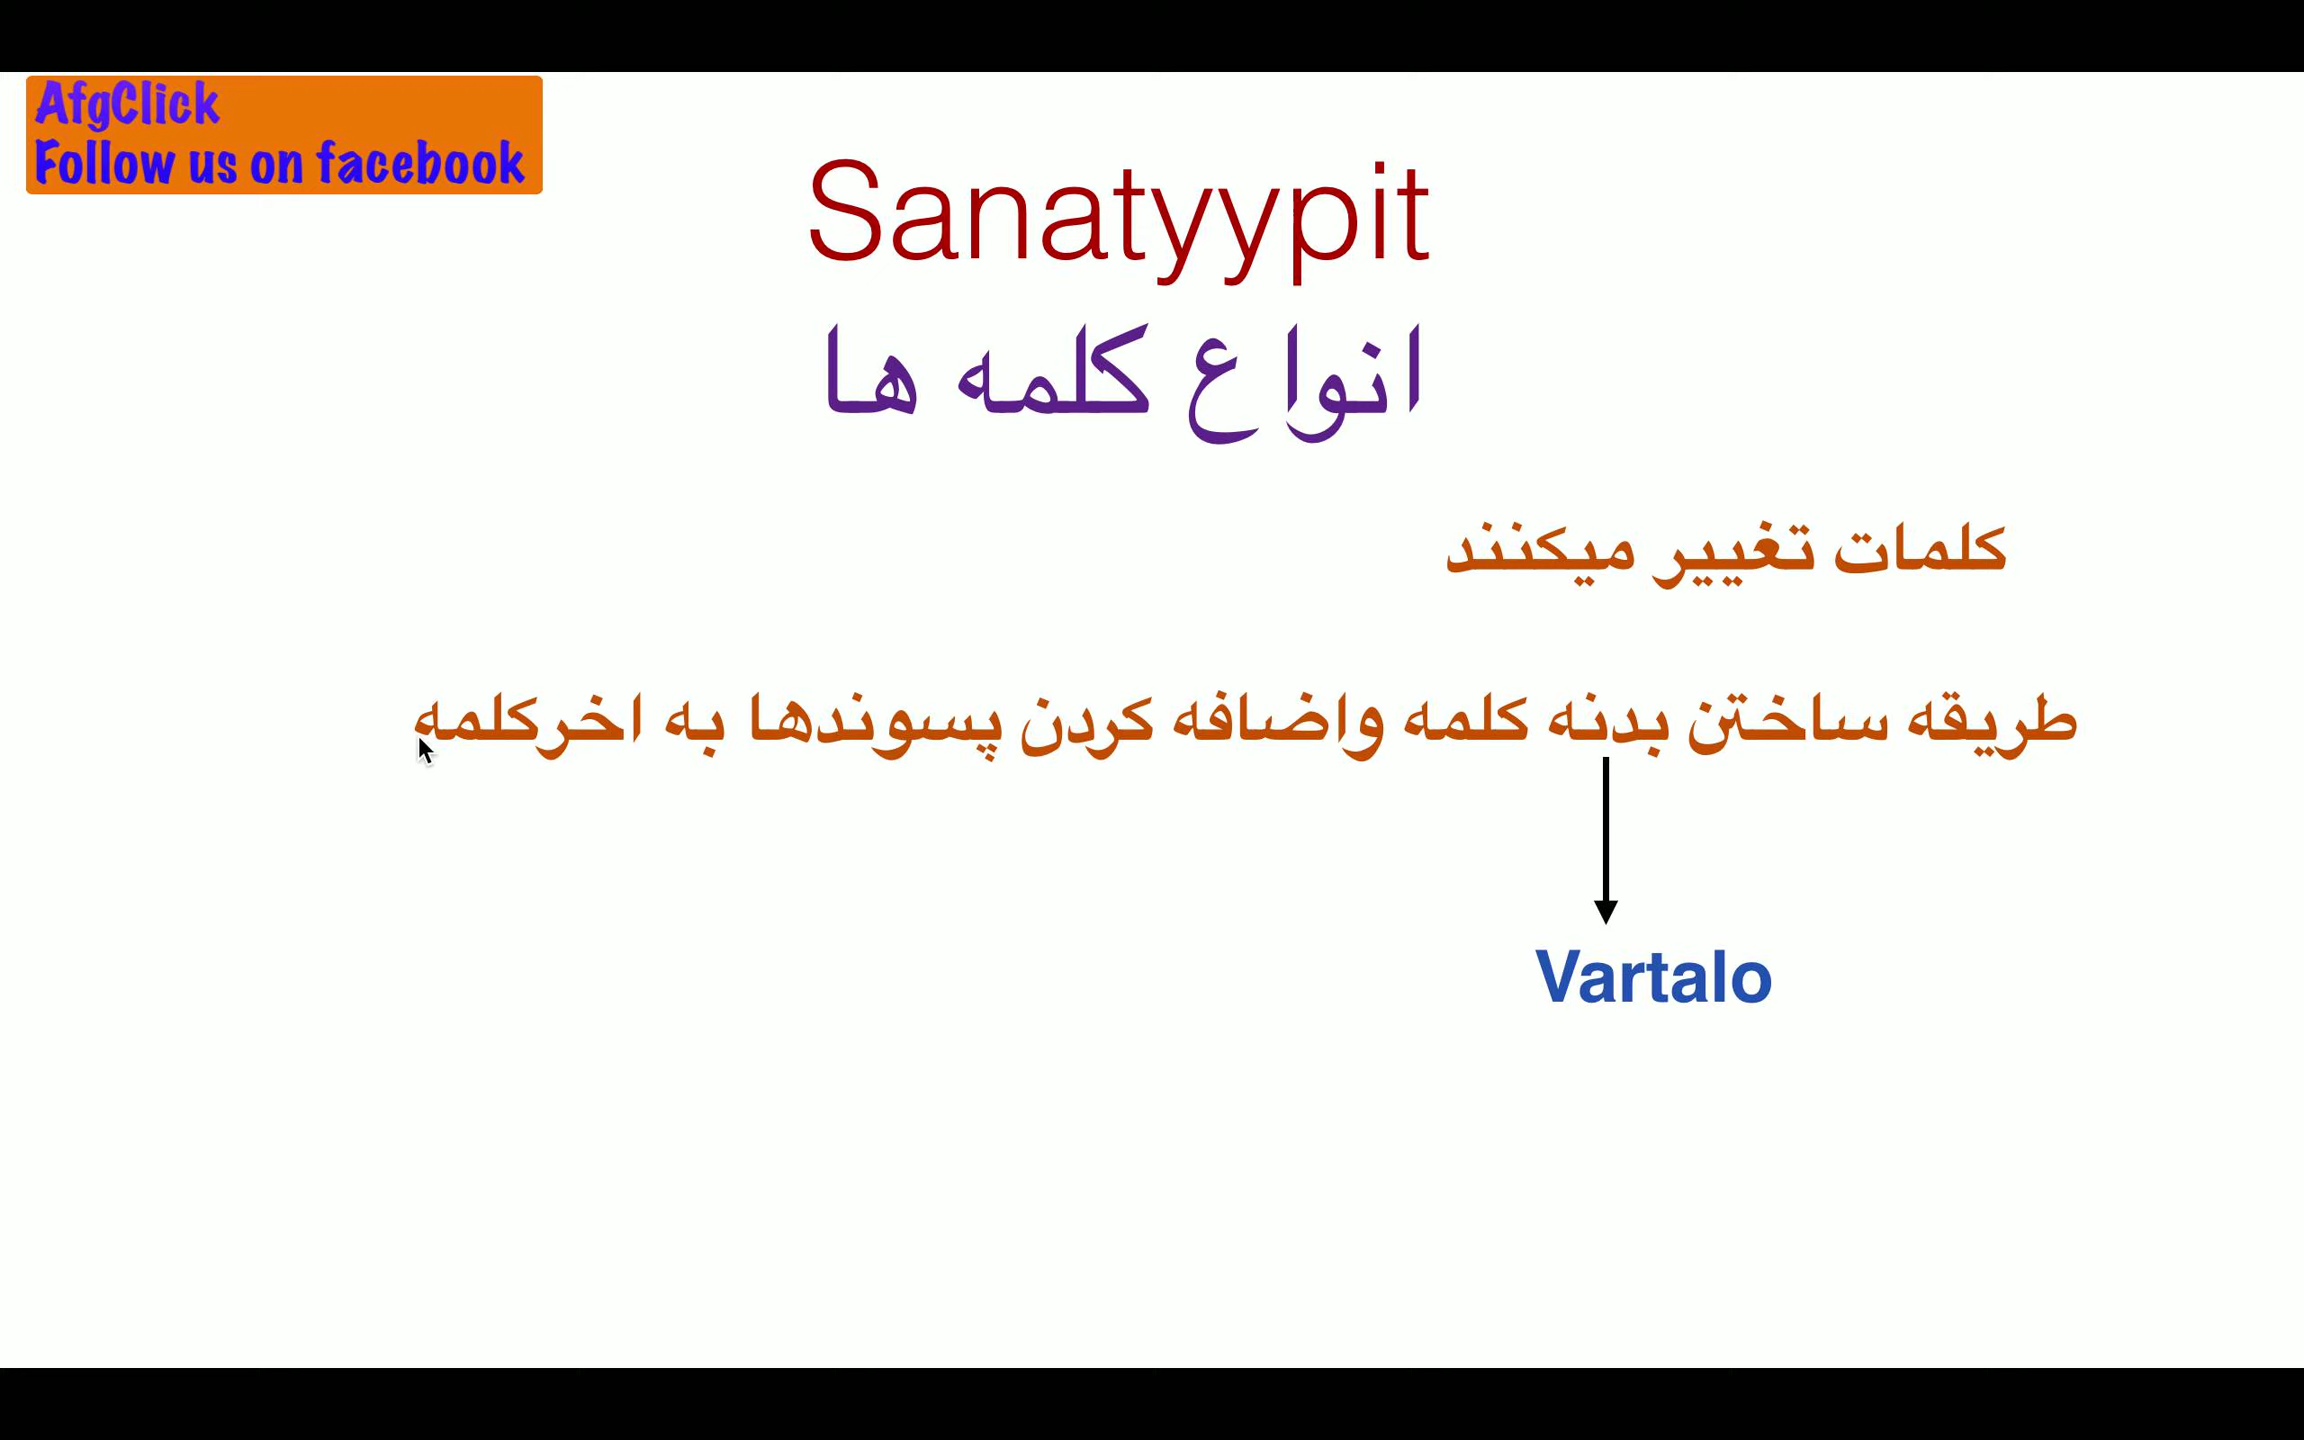 AfgClick
Follow us on facebook
Sanatyypit
انواع کلمه ها
کلمات تغییر میکنند
طریقه ساختن بدنه کلمه واضافه کردن پسوندها به اخرکلمه
Vartalo